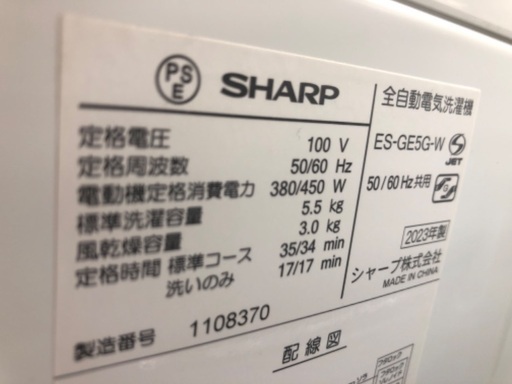 PS E SHARP
全自動電気洗濯機
定格電圧 100 V
ES-GE5G-W S JET
定格周波数 50/60 Hz
電動機定格消費電力 380/450 W
50/60Hz共用
標準洗濯容量 5.5 kg
風乾燥容量 3.0 kg
2023年製
定格時間 標準コース 35/34 min
洗いのみ 17/17 min
シャープ株式会社
MADE IN CHINA
製造番号 1108370
配線図
フタロック